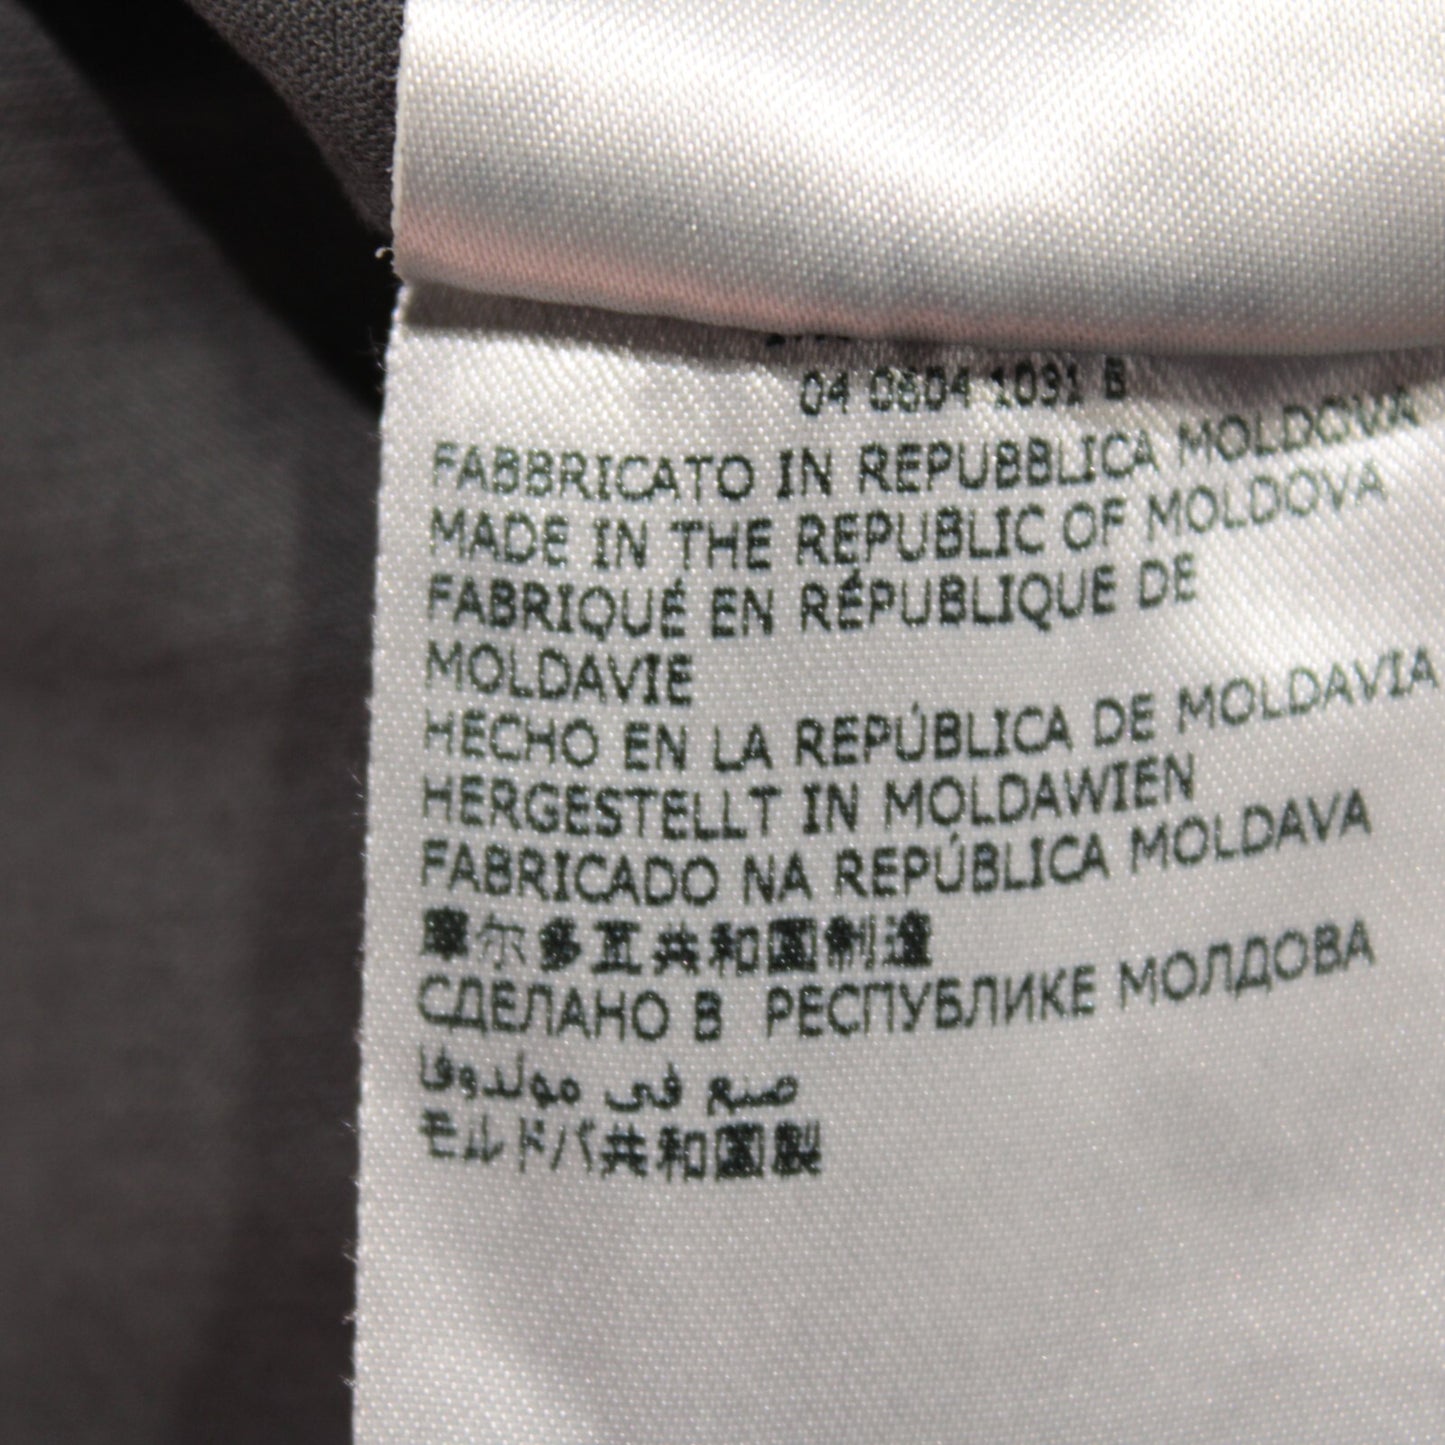 04 0604 1031 B
FABBRICATO IN REPUBBLICA MOLDOVA
MADE IN THE REPUBLIC OF MOLDOVA
FABRIQUÉ EN RÉPUBLIQUE DE
MOLDAVIE
HECHO EN LA REPÚBLICA DE MOLDAVIA
HERGESTELLT IN MOLDAWIEN
FABRICADO NA REPÚBLICA MOLDAVA
摩尔多瓦共和国制造
СДЕЛАНО В РЕСПУБЛИКЕ МОЛДОВА
صنع في مولدوفا
モルドバ共和国製